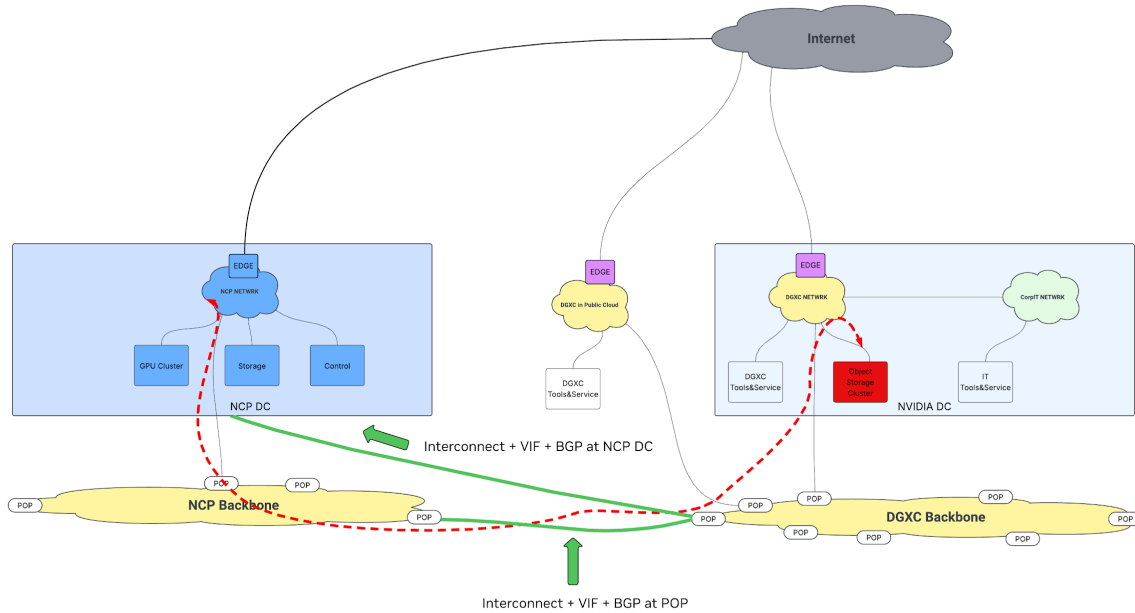 Internet
EDGE
NCP NETWRK
GPU Cluster
Storage
Control
NCP DC
EDGE
DGXC in Public Cloud
DGXC
Tools&Service
EDGE
DGXC NETWRK
CorpIT NETWRK
DGXC
Tools&Service
Object
Storage
Cluster
IT
Tools&Service
NVIDIA DC
Interconnect + VIF + BGP at NCP DC
POP
POP
POP
NCP Backbone
POP
POP
POP
POP
POP
DGXC Backbone
POP
POP
POP
POP
Interconnect + VIF + BGP at POP